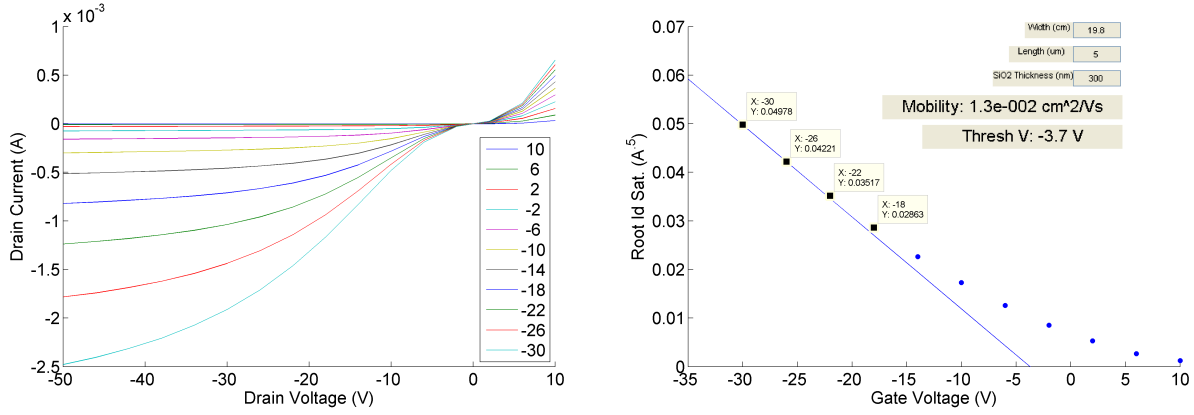 x 10^-3
1
0.5
0
-0.5
-1
-1.5
-2
-2.5
Drain Current (A)
-50 -40 -30 -20 -10 0 10
Drain Voltage (V)
10
6
2
-2
-6
-10
-14
-18
-22
-26
-30
0.07
0.06
0.05
0.04
0.03
0.02
0.01
0
Root Id Sat. (A^.5)
-35 -30 -25 -20 -15 -10 -5 0 5 10
Gate Voltage (V)
X: -30
Y: 0.04978
X: -26
Y: 0.04221
X: -22
Y: 0.03517
X: -18
Y: 0.02863
Width (cm) 19.8
Length (um) 5
SiO2 Thickness (nm) 300
Mobility: 1.3e-002 cm^2/Vs
Thresh V: -3.7 V